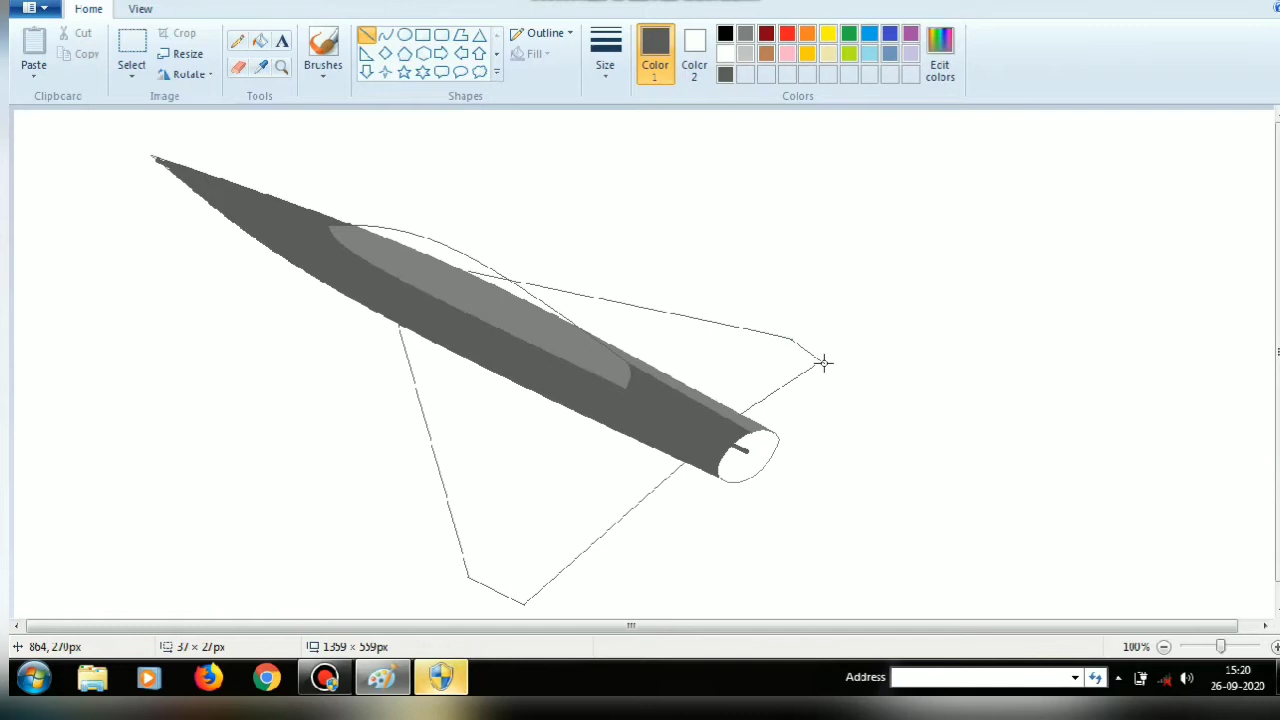 Home View
Paste
Cut
Copy
Clipboard
Select
Crop
Resize
Rotate
Image
Tools
Brushes
Outline
Fill
Shapes
Size
Color 1
Color 2
Edit colors
Colors
864, 270px
37 × 27px
1359 × 559px
100%
Address
15:20
26-09-2020